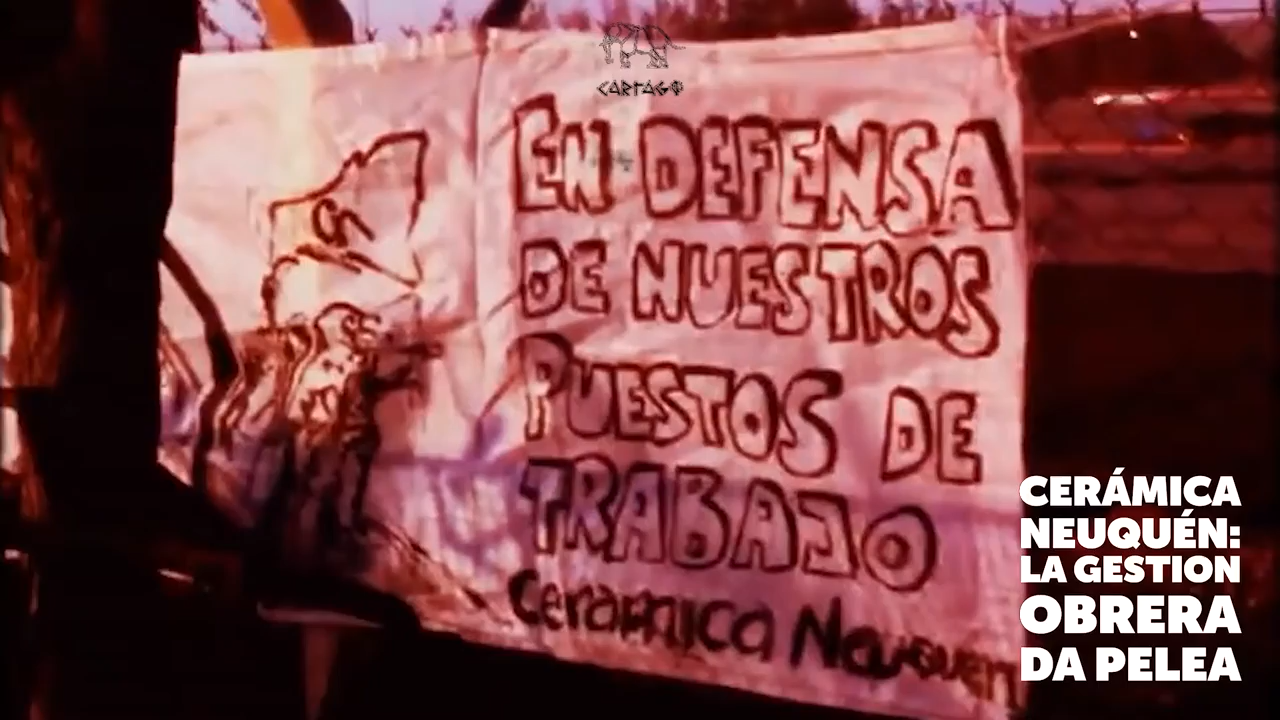 CARTAGO
EN DEFENSA
DE NUESTROS
PUESTOS DE
TRABAJO
Ceramica Neuquen
CERÁMICA
NEUQUÉN:
LA GESTION
OBRERA
DA PELEA